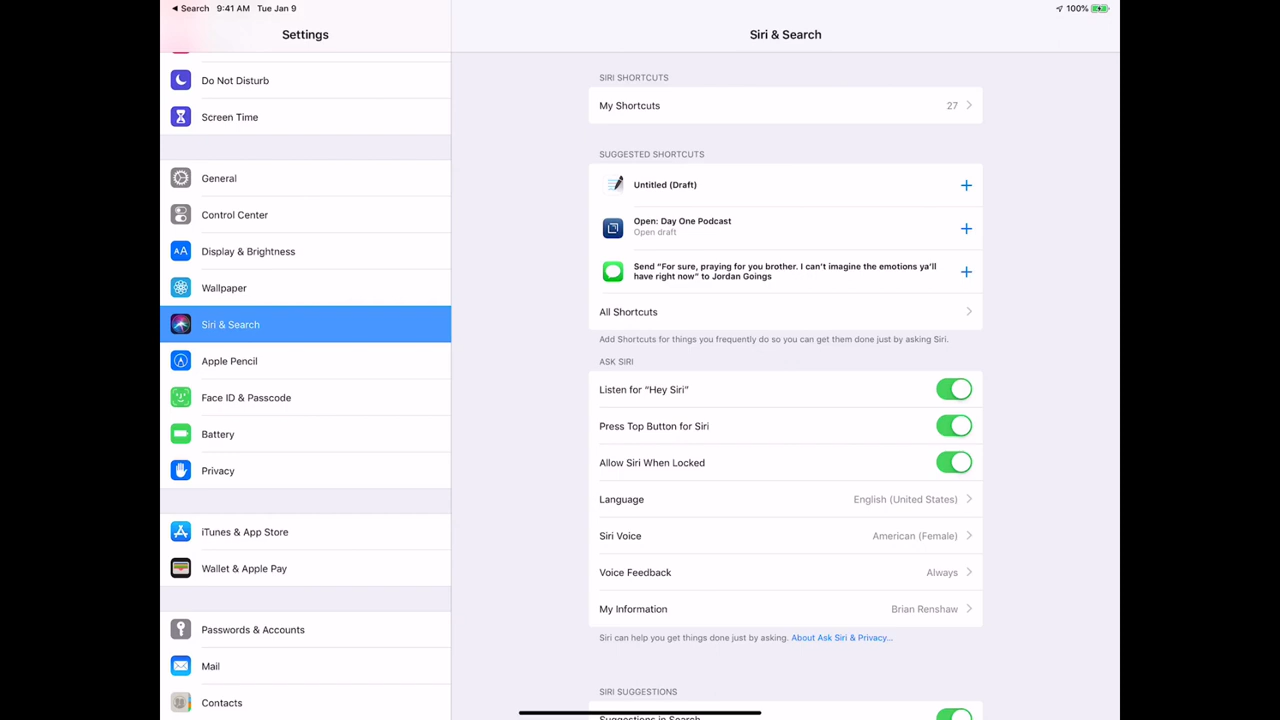 Search 9:41 AM Tue Jan 9
100%
Settings
Do Not Disturb
Screen Time
General
Control Center
AA Display & Brightness
Wallpaper
Siri & Search
Apple Pencil
Face ID & Passcode
Battery
Privacy
iTunes & App Store
Wallet & Apple Pay
Passwords & Accounts
Mail
Contacts
Siri & Search
SIRI SHORTCUTS
My Shortcuts 27
SUGGESTED SHORTCUTS
Untitled (Draft)
Open: Day One Podcast
Open draft
Send “For sure, praying for you brother. I can’t imagine the emotions ya’ll
have right now” to Jordan Goings
All Shortcuts
Add Shortcuts for things you frequently do so you can get them done just by asking Siri.
ASK SIRI
Listen for “Hey Siri”
Press Top Button for Siri
Allow Siri When Locked
Language English (United States)
Siri Voice American (Female)
Voice Feedback Always
My Information Brian Renshaw
Siri can help you get things done just by asking. About Ask Siri & Privacy...
SIRI SUGGESTIONS
Suggestions in Search